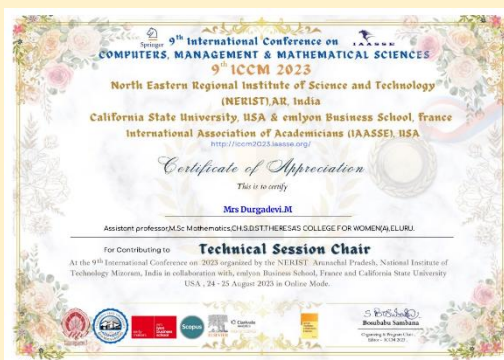 Springer
9th International Conference on
IAASSE
COMPUTERS, MANAGEMENT & MATHEMATICAL SCIENCES
9th ICCM 2023
North Eastern Regional Institute of Science and Technology
(NERIST),AR, India
California State University, USA & emlyon Business School, France
International Association of Academicians (IAASSE), USA
http://iccm2023.iaasse.org/
Certificate of Appreciation
This is to certify
Mrs Durgadevi.M
Assistant professor,M.Sc Mathematics,CH.S.D.ST.THERESA'S COLLEGE FOR WOMEN(A),ELURU.
For Contributing to Technical Session Chair
At the 9th International Conference on 2023 organized by the NERIST Arunachal Pradesh, National Institute of
Technology Mizoram, India in collaboration with, emlyon Business School, France and California State University
USA , 24 - 25 August 2023 in Online Mode.
Scopus
Clarivate
Bosubabu Sambana